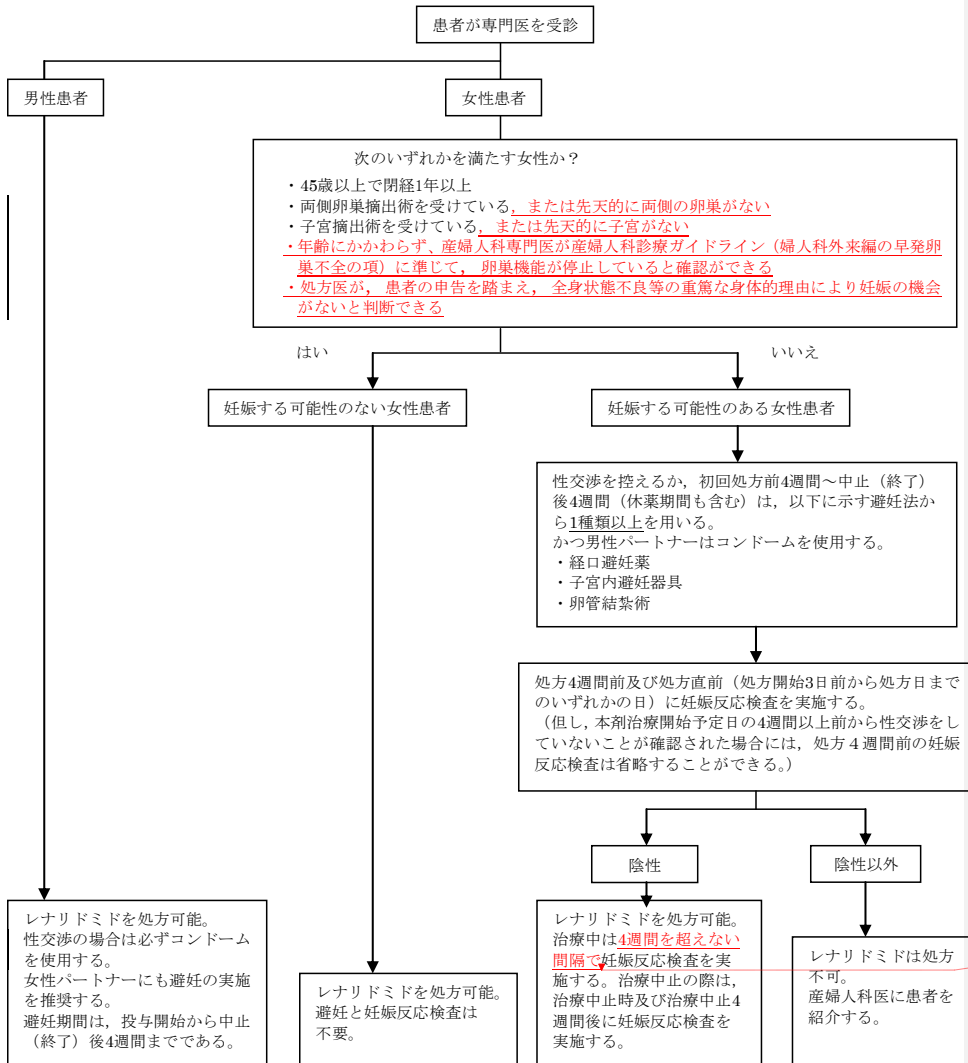 患者が専門医を受診
男性患者
女性患者
次のいずれかを満たす女性か？
・45歳以上で閉経1年以上
・両側卵巣摘出術を受けている，または先天的に両側の卵巣がない
・子宮摘出術を受けている，または先天的に子宮がない
・年齢にかかわらず、産婦人科専門医が産婦人科診療ガイドライン（婦人科外来編の早発卵
巣不全の項）に準じて， 卵巣機能が停止していると確認ができる
・処方医が， 患者の申告を踏まえ， 全身状態不良等の重篤な身体的理由により妊娠の機会
がないと判断できる
はい
いいえ
妊娠する可能性のない女性患者
妊娠する可能性のある女性患者
性交渉を控えるか，初回処方前4週間～中止（終了）
後4週間（休薬期間も含む）は，以下に示す避妊法か
ら1種類以上を用いる。
かつ男性パートナーはコンドームを使用する。
・経口避妊薬
・子宮内避妊器具
・卵管結紮術
処方4週間前及び処方直前（処方開始3日前から処方日まで
のいずれかの日）に妊娠反応検査を実施する。
（但し，本剤治療開始予定日の4週間以上前から性交渉をし
ていないことが確認された場合には，処方４週間前の妊娠
反応検査は省略することができる。）
陰性
陰性以外
レナリドミドを処方可能。
性交渉の場合は必ずコンドーム
を使用する。
女性パートナーにも避妊の実施
を推奨する。
避妊期間は，投与開始から中止
（終了）後4週間までである。
レナリドミドを処方可能。
避妊と妊娠反応検査は
不要。
レナリドミドを処方可能。
治療中は4週間を超えない
間隔で妊娠反応検査を実
施する。治療中止の際は，
治療中止時及び治療中止4
週間後に妊娠反応検査を
実施する。
レナリドミドは処方
不可。
産婦人科医に患者を
紹介する。